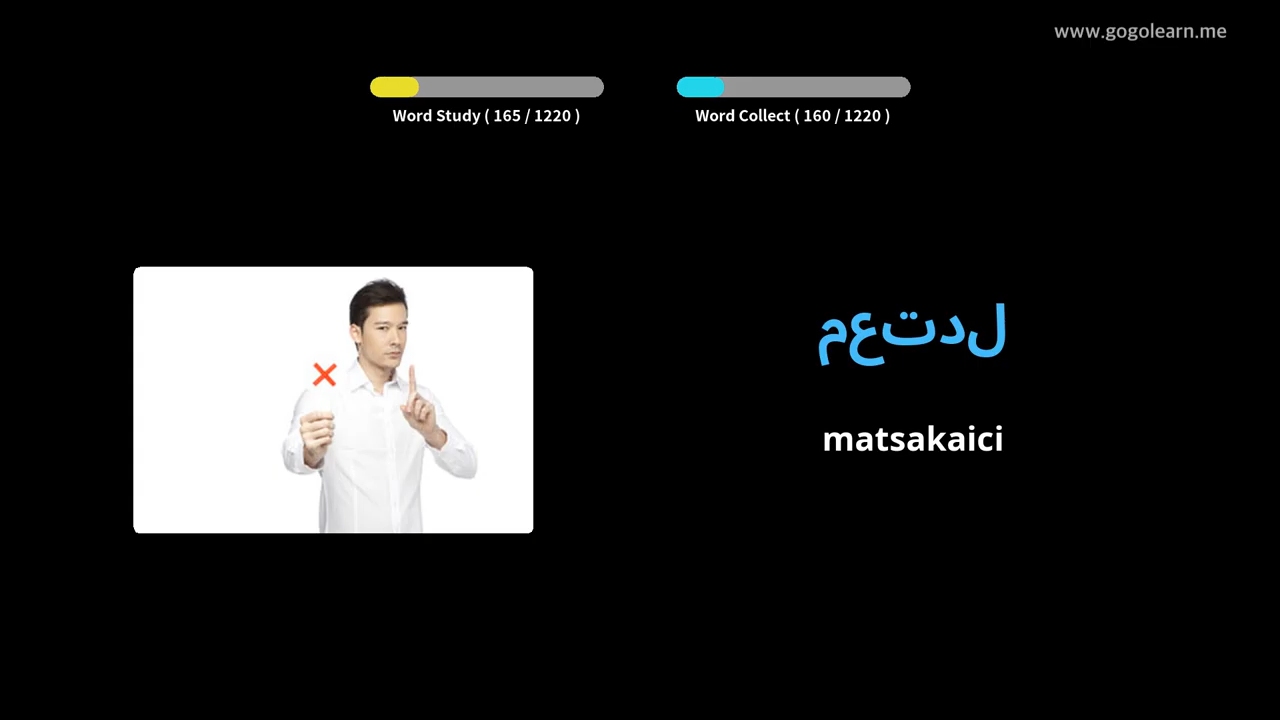 www.gogolearn.me
Word Study ( 165 / 1220 )
Word Collect ( 160 / 1220 )
معتدل
matsakaici